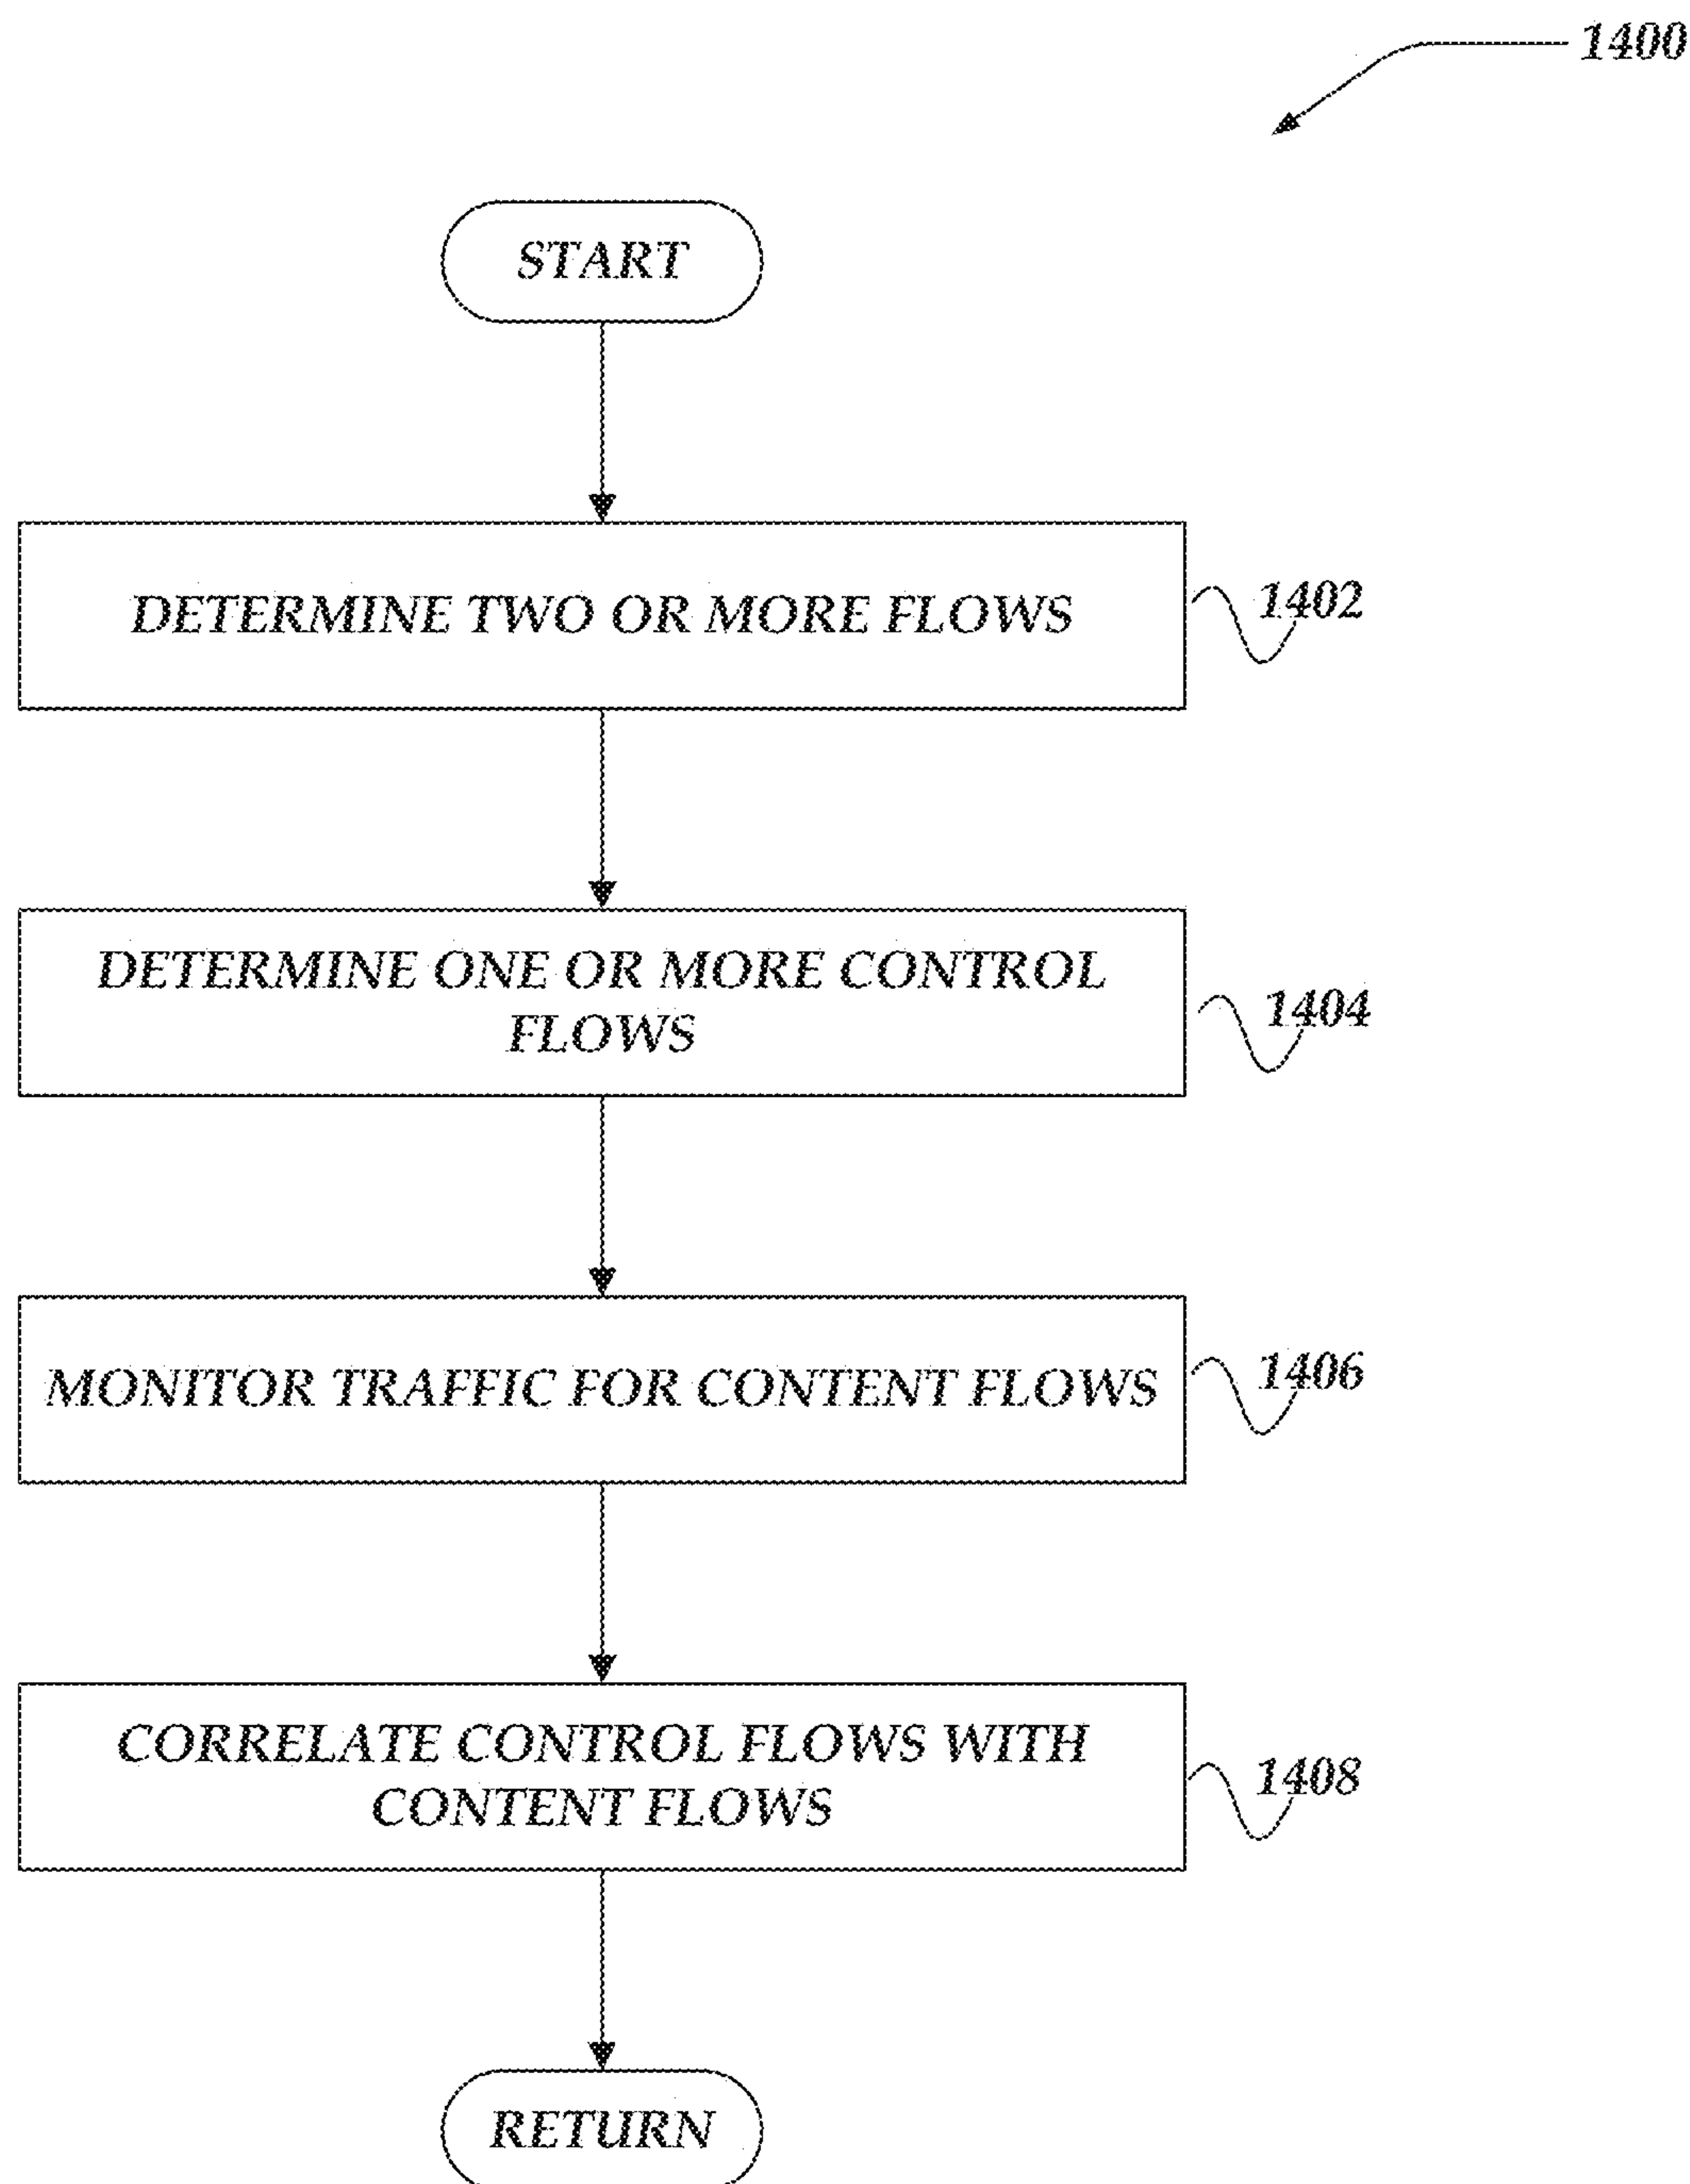 1400
START
DETERMINE TWO OR MORE FLOWS
1402
DETERMINE ONE OR MORE CONTROL
FLOWS
1404
MONITOR TRAFFIC FOR CONTENT FLOWS
1406
CORRELATE CONTROL FLOWS WITH
CONTENT FLOWS
1408
RETURN